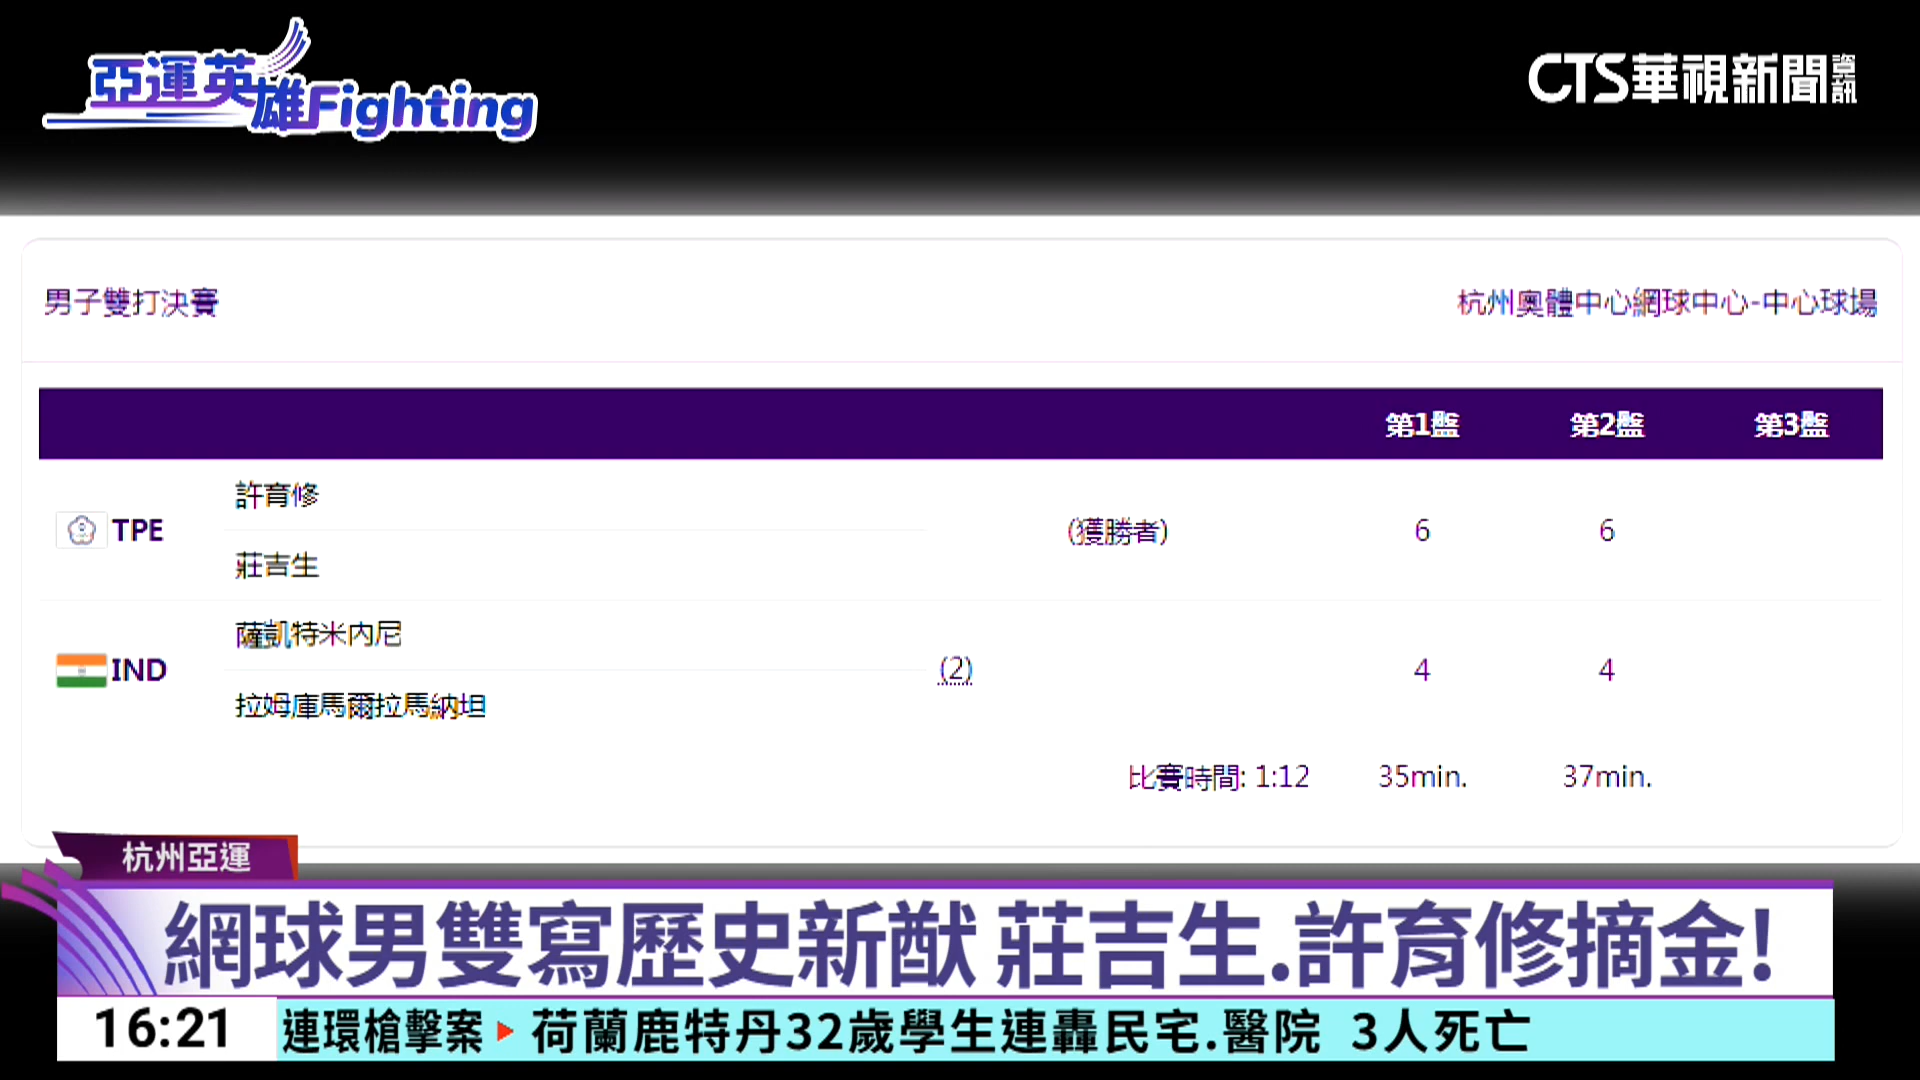 亞運英雄Fighting
CTS華視新聞資訊
男子雙打決賽
杭州奧體中心網球中心-中心球場
第1盤 第2盤 第3盤
許育修
TPE (獲勝者) 6 6
莊吉生
薩凱特米內尼
IND (2) 4 4
拉姆庫馬爾拉馬納坦
比賽時間: 1:12 35min. 37min.
杭州亞運
網球男雙寫歷史新猷 莊吉生.許育修摘金!
16:21 連環槍擊案 荷蘭鹿特丹32歲學生連轟民宅.醫院 3人死亡